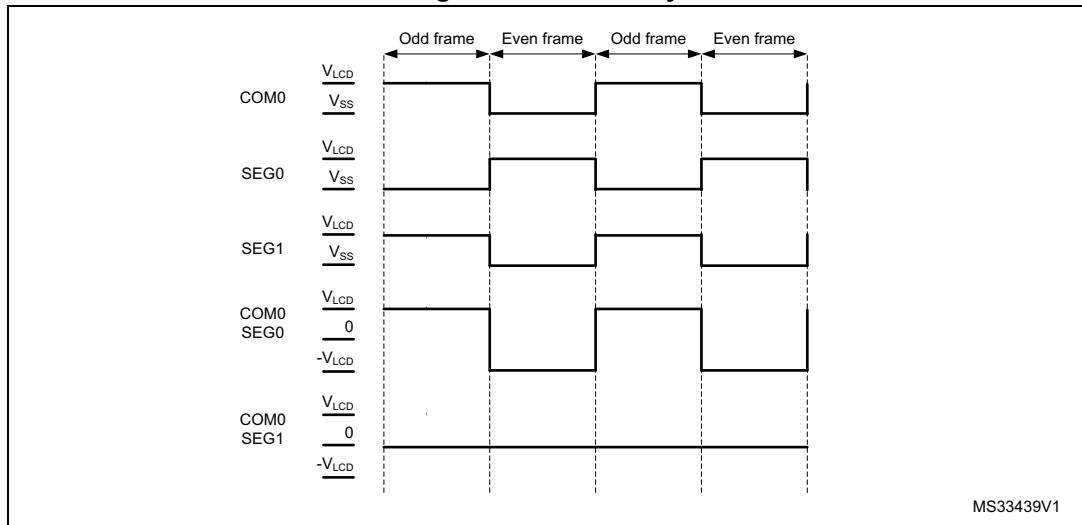 Odd frame Even frame Odd frame Even frame
VLCD
COM0
VSS
VLCD
SEG0
VSS
VLCD
SEG1
VSS
VLCD
COM0
SEG0
0
-VLCD
VLCD
COM0
SEG1
0
-VLCD
MS33439V1